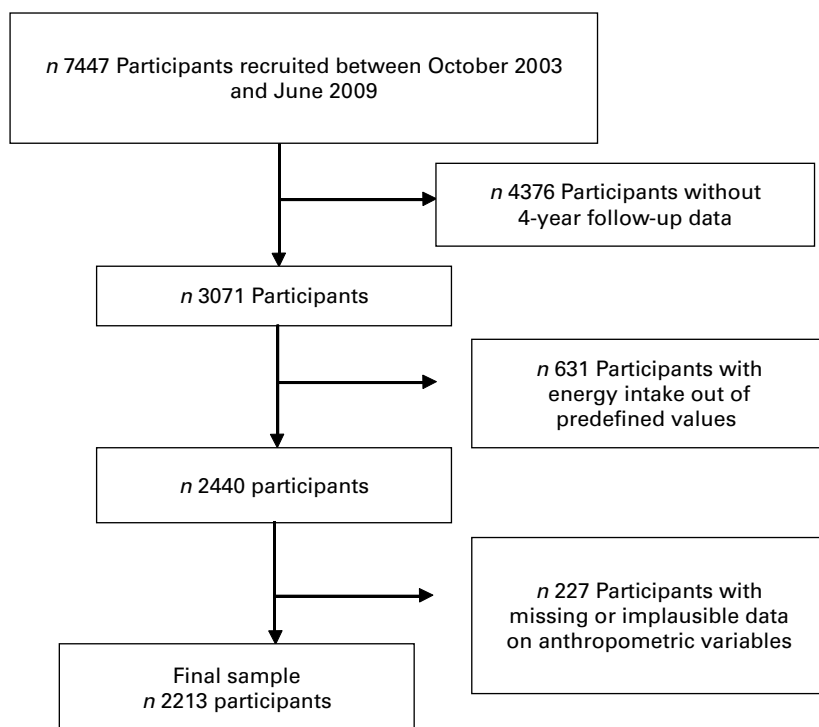 n 7447 Participants recruited between October 2003
and June 2009
n 4376 Participants without
4-year follow-up data
n 3071 Participants
n 631 Participants with
energy intake out of
predefined values
n 2440 participants
n 227 Participants with
missing or implausible data
on anthropometric variables
Final sample
n 2213 participants